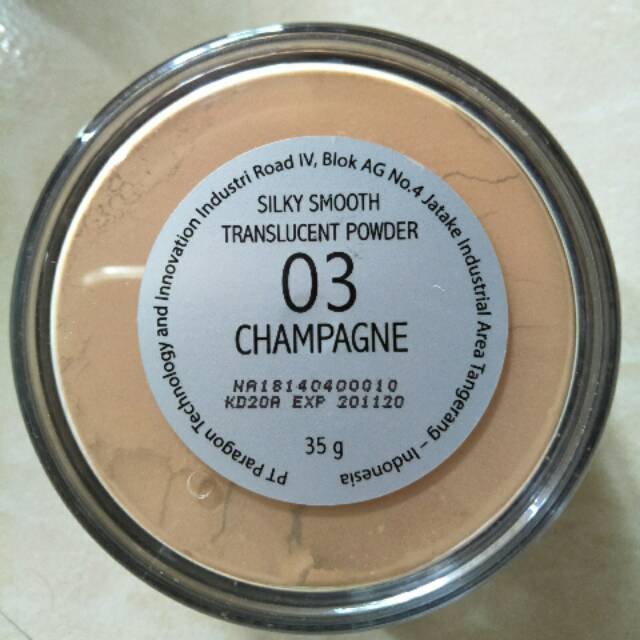 PT Paragon Technology and Innovation Industri Road IV, Blok AG No.4 Jatake Industrial Area Tangerang – Indonesia
SILKY SMOOTH
TRANSLUCENT POWDER
03
CHAMPAGNE
NA18140400010
KD20A EXP 201120
35 g